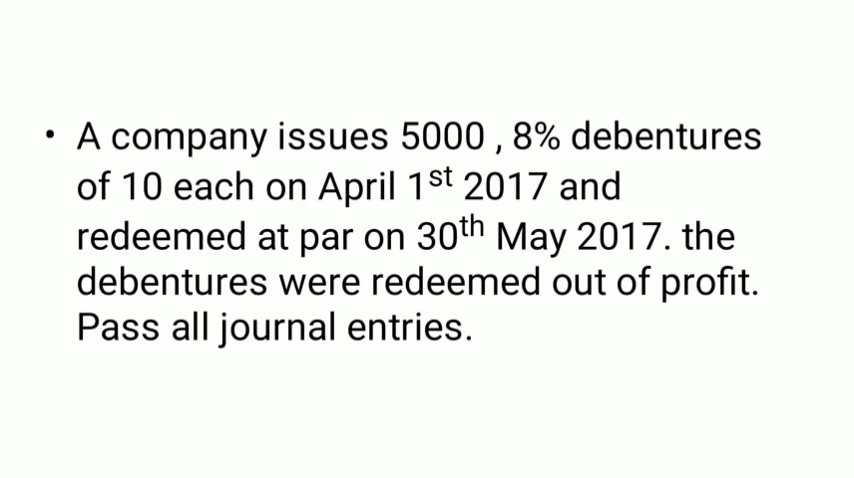 • A company issues 5000 , 8% debentures
of 10 each on April 1st 2017 and
redeemed at par on 30th May 2017. the
debentures were redeemed out of profit.
Pass all journal entries.